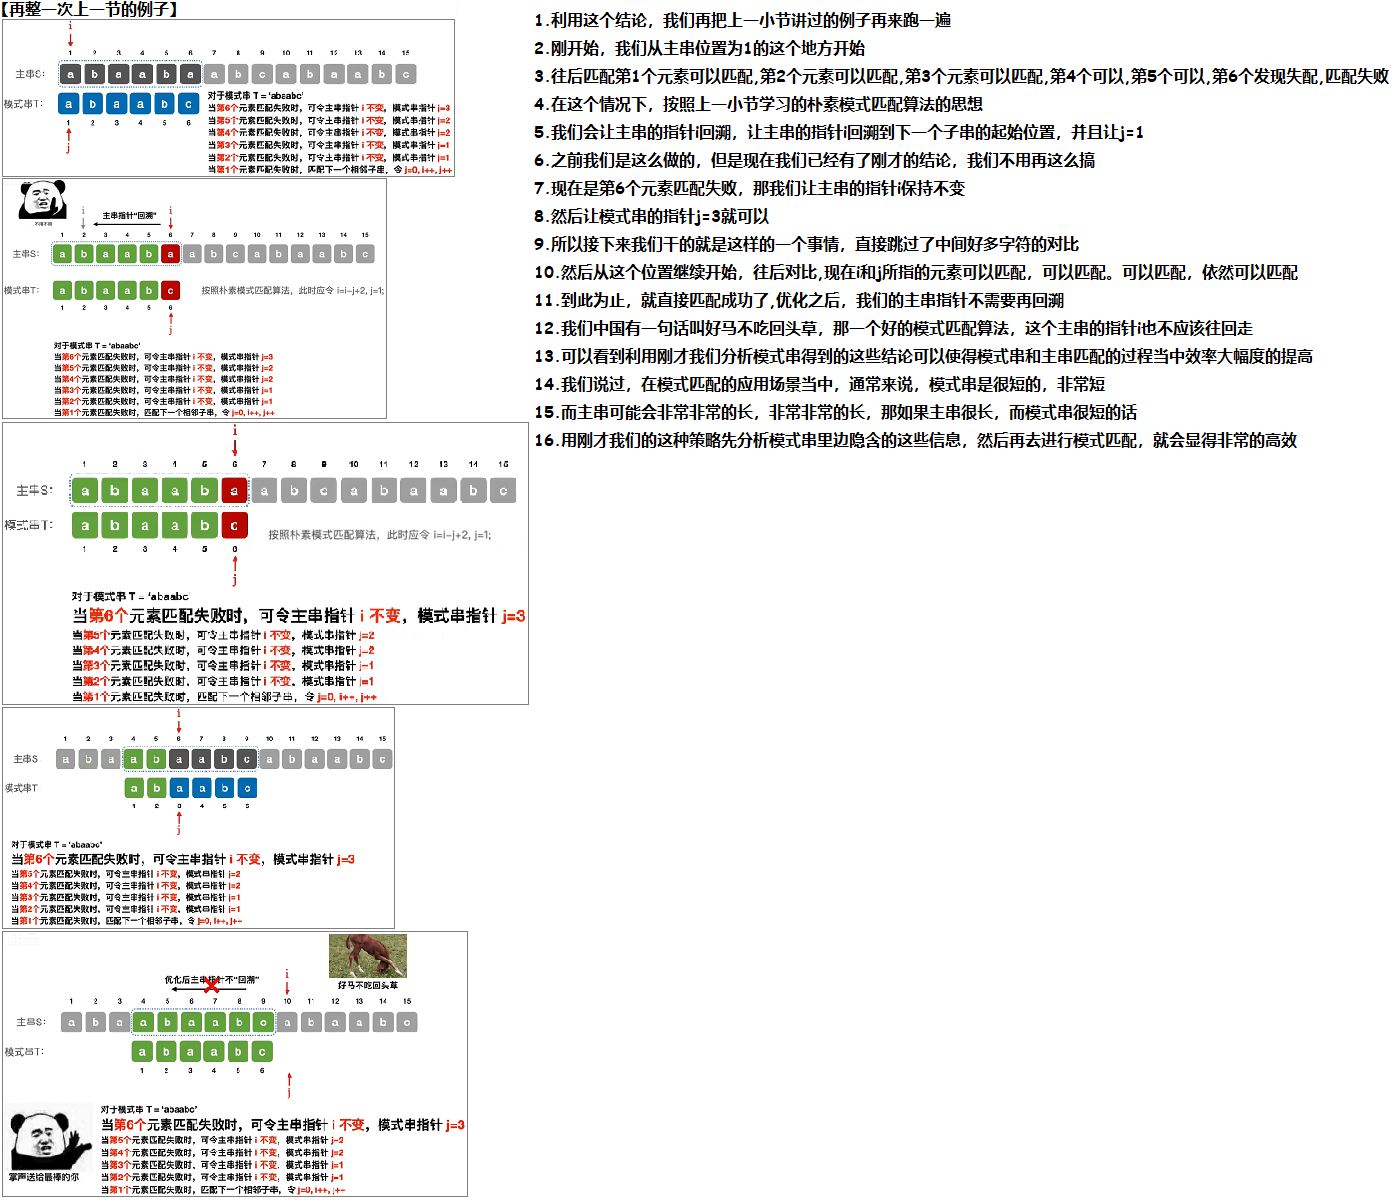 【再整一次上一节的例子】
i
1 2 3 4 5 6 7 8 9 10 11 12 13 14 15
主串S: a b a a b a a b c a b a a b c
模式串T: a b a a b c
1 2 3 4 5 6
j
对于模式串 T = 'abaabc'
当第6个元素匹配失败时，可令主串指针 i 不变，模式串指针 j=3
当第5个元素匹配失败时，可令主串指针 i 不变，模式串指针 j=2
当第4个元素匹配失败时，可令主串指针 i 不变，模式串指针 j=2
当第3个元素匹配失败时，可令主串指针 i 不变，模式串指针 j=1
当第2个元素匹配失败时，可令主串指针 i 不变，模式串指针 j=1
当第1个元素匹配失败时，匹配下一个相邻子串，令 j=0, i++, j++
i 主串指针"回溯" i
1 2 3 4 5 6 7 8 9 10 11 12 13 14 15
主串S: a b a a b a a b c a b a a b c
模式串T: a b a a b c
按照朴素模式匹配算法，此时应令 i=i-j+2, j=1;
1 2 3 4 5 6
j
对于模式串 T = 'abaabc'
当第6个元素匹配失败时，可令主串指针 i 不变，模式串指针 j=3
当第5个元素匹配失败时，可令主串指针 i 不变，模式串指针 j=2
当第4个元素匹配失败时，可令主串指针 i 不变，模式串指针 j=2
当第3个元素匹配失败时，可令主串指针 i 不变，模式串指针 j=1
当第2个元素匹配失败时，可令主串指针 i 不变，模式串指针 j=1
当第1个元素匹配失败时，匹配下一个相邻子串，令 j=0, i++, j++
i
1 2 3 4 5 6 7 8 9 10 11 12 13 14 15
主串S: a b a a b a a b c a b a a b c
模式串T: a b a a b c
按照朴素模式匹配算法，此时应令 i=i-j+2, j=1;
1 2 3 4 5 6
j
对于模式串 T = 'abaabc'
当第6个元素匹配失败时，可令主串指针 i 不变，模式串指针 j=3
当第5个元素匹配失败时，可令主串指针 i 不变，模式串指针 j=2
当第4个元素匹配失败时，可令主串指针 i 不变，模式串指针 j=2
当第3个元素匹配失败时，可令主串指针 i 不变，模式串指针 j=1
当第2个元素匹配失败时，可令主串指针 i 不变，模式串指针 j=1
当第1个元素匹配失败时，匹配下一个相邻子串，令 j=0, i++, j++
i
1 2 3 4 5 6 7 8 9 10 11 12 13 14 15
主串S a b a a b a a b c a b a a b c
模式串T: a b a a b c
1 2 3 4 5 6
j
对于模式串 T = 'abaabc'
当第6个元素匹配失败时，可令主串指针 i 不变，模式串指针 j=3
当第5个元素匹配失败时，可令主串指针 i 不变，模式串指针 j=2
当第4个元素匹配失败时，可令主串指针 i 不变，模式串指针 j=2
当第3个元素匹配失败时，可令主串指针 i 不变，模式串指针 j=1
当第2个元素匹配失败时，可令主串指针 i 不变，模式串指针 j=1
当第1个元素匹配失败时，匹配下一个相邻子串，令 j=0, i++, j++
优化后主串指针不"回溯"
i
好马不吃回头草
1 2 3 4 5 6 7 8 9 10 11 12 13 14 15
主串S: a b a a b a a b c a b a a b c
模式串T: a b a a b c
1 2 3 4 5 6
j
对于模式串 T = 'abaabc'
当第6个元素匹配失败时，可令主串指针 i 不变，模式串指针 j=3
当第5个元素匹配失败时，可令主串指针 i 不变，模式串指针 j=2
当第4个元素匹配失败时，可令主串指针 i 不变，模式串指针 j=2
当第3个元素匹配失败时，可令主串指针 i 不变，模式串指针 j=1
当第2个元素匹配失败时，可令主串指针 i 不变，模式串指针 j=1
当第1个元素匹配失败时，匹配下一个相邻子串，令 j=0, i++, j++
掌声送给最棒的你
1.利用这个结论，我们再把上一小节讲过的例子再来跑一遍
2.刚开始，我们从主串位置为1的这个地方开始
3.往后匹配第1个元素可以匹配,第2个元素可以匹配,第3个元素可以匹配,第4个可以,第5个可以,第6个发现失配,匹配失败
4.在这个情况下，按照上一小节学习的朴素模式匹配算法的思想
5.我们会让主串的指针i回溯，让主串的指针i回溯到下一个子串的起始位置，并且让j=1
6.之前我们是这么做的，但是现在我们已经有了刚才的结论，我们不用再这么搞
7.现在是第6个元素匹配失败，那我们让主串的指针i保持不变
8.然后让模式串的指针j=3就可以
9.所以接下来我们干的就是这样的一个事情，直接跳过了中间好多字符的对比
10.然后从这个位置继续开始，往后对比,现在i和j所指的元素可以匹配，可以匹配。可以匹配，依然可以匹配
11.到此为止，就直接匹配成功了,优化之后，我们的主串指针不需要再回溯
12.我们中国有一句话叫好马不吃回头草，那一个好的模式匹配算法，这个主串的指针i也不应该往回走
13.可以看到利用刚才我们分析模式串得到的这些结论可以使得模式串和主串匹配的过程当中效率大幅度的提高
14.我们说过，在模式匹配的应用场景当中，通常来说，模式串是很短的，非常短
15.而主串可能会非常非常的长，非常非常的长，那如果主串很长，而模式串很短的话
16.用刚才我们的这种策略先分析模式串里边隐含的这些信息，然后再去进行模式匹配，就会显得非常的高效